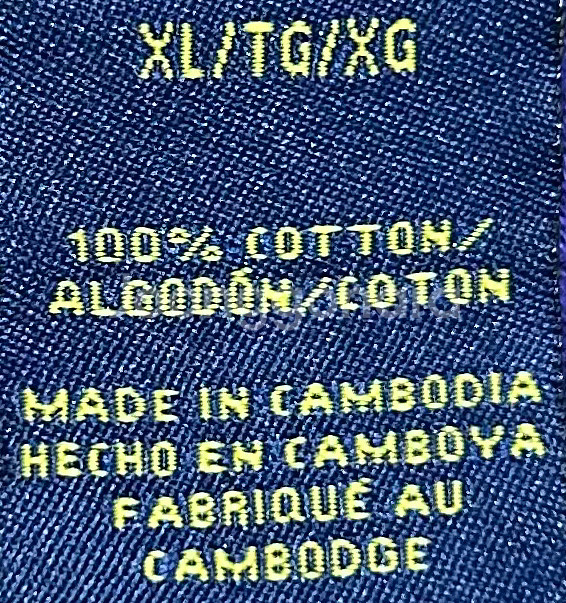 XL/TG/XG
100% COTTON/
ALGODÓN/COTON
MADE IN CAMBODIA
HECHO EN CAMBOYA
FABRIQUÉ AU
CAMBODGE